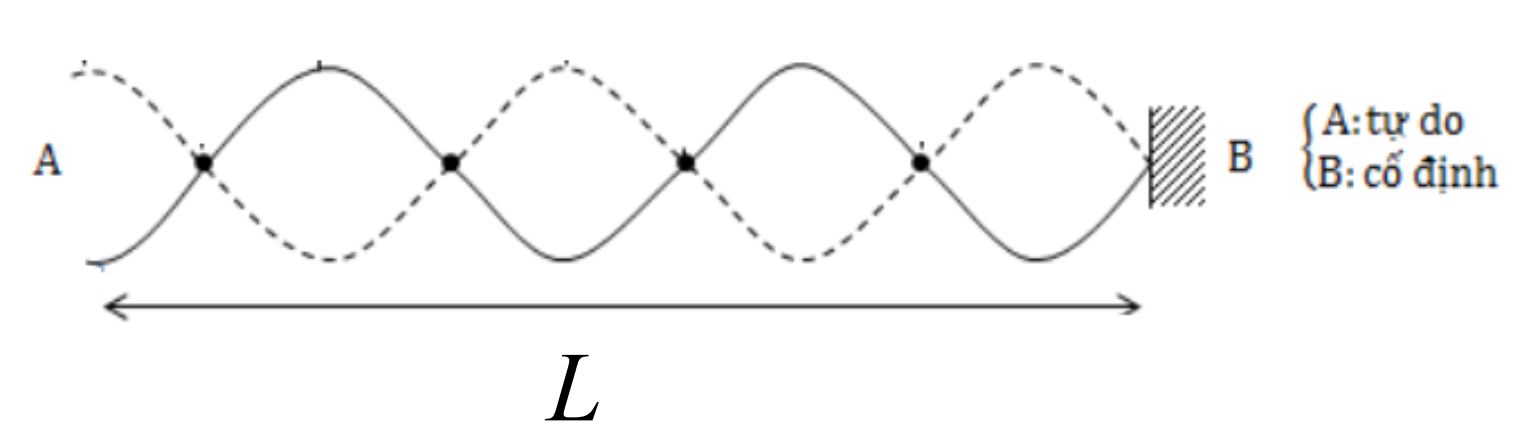 A
B
A: tự do
B: cố định
L